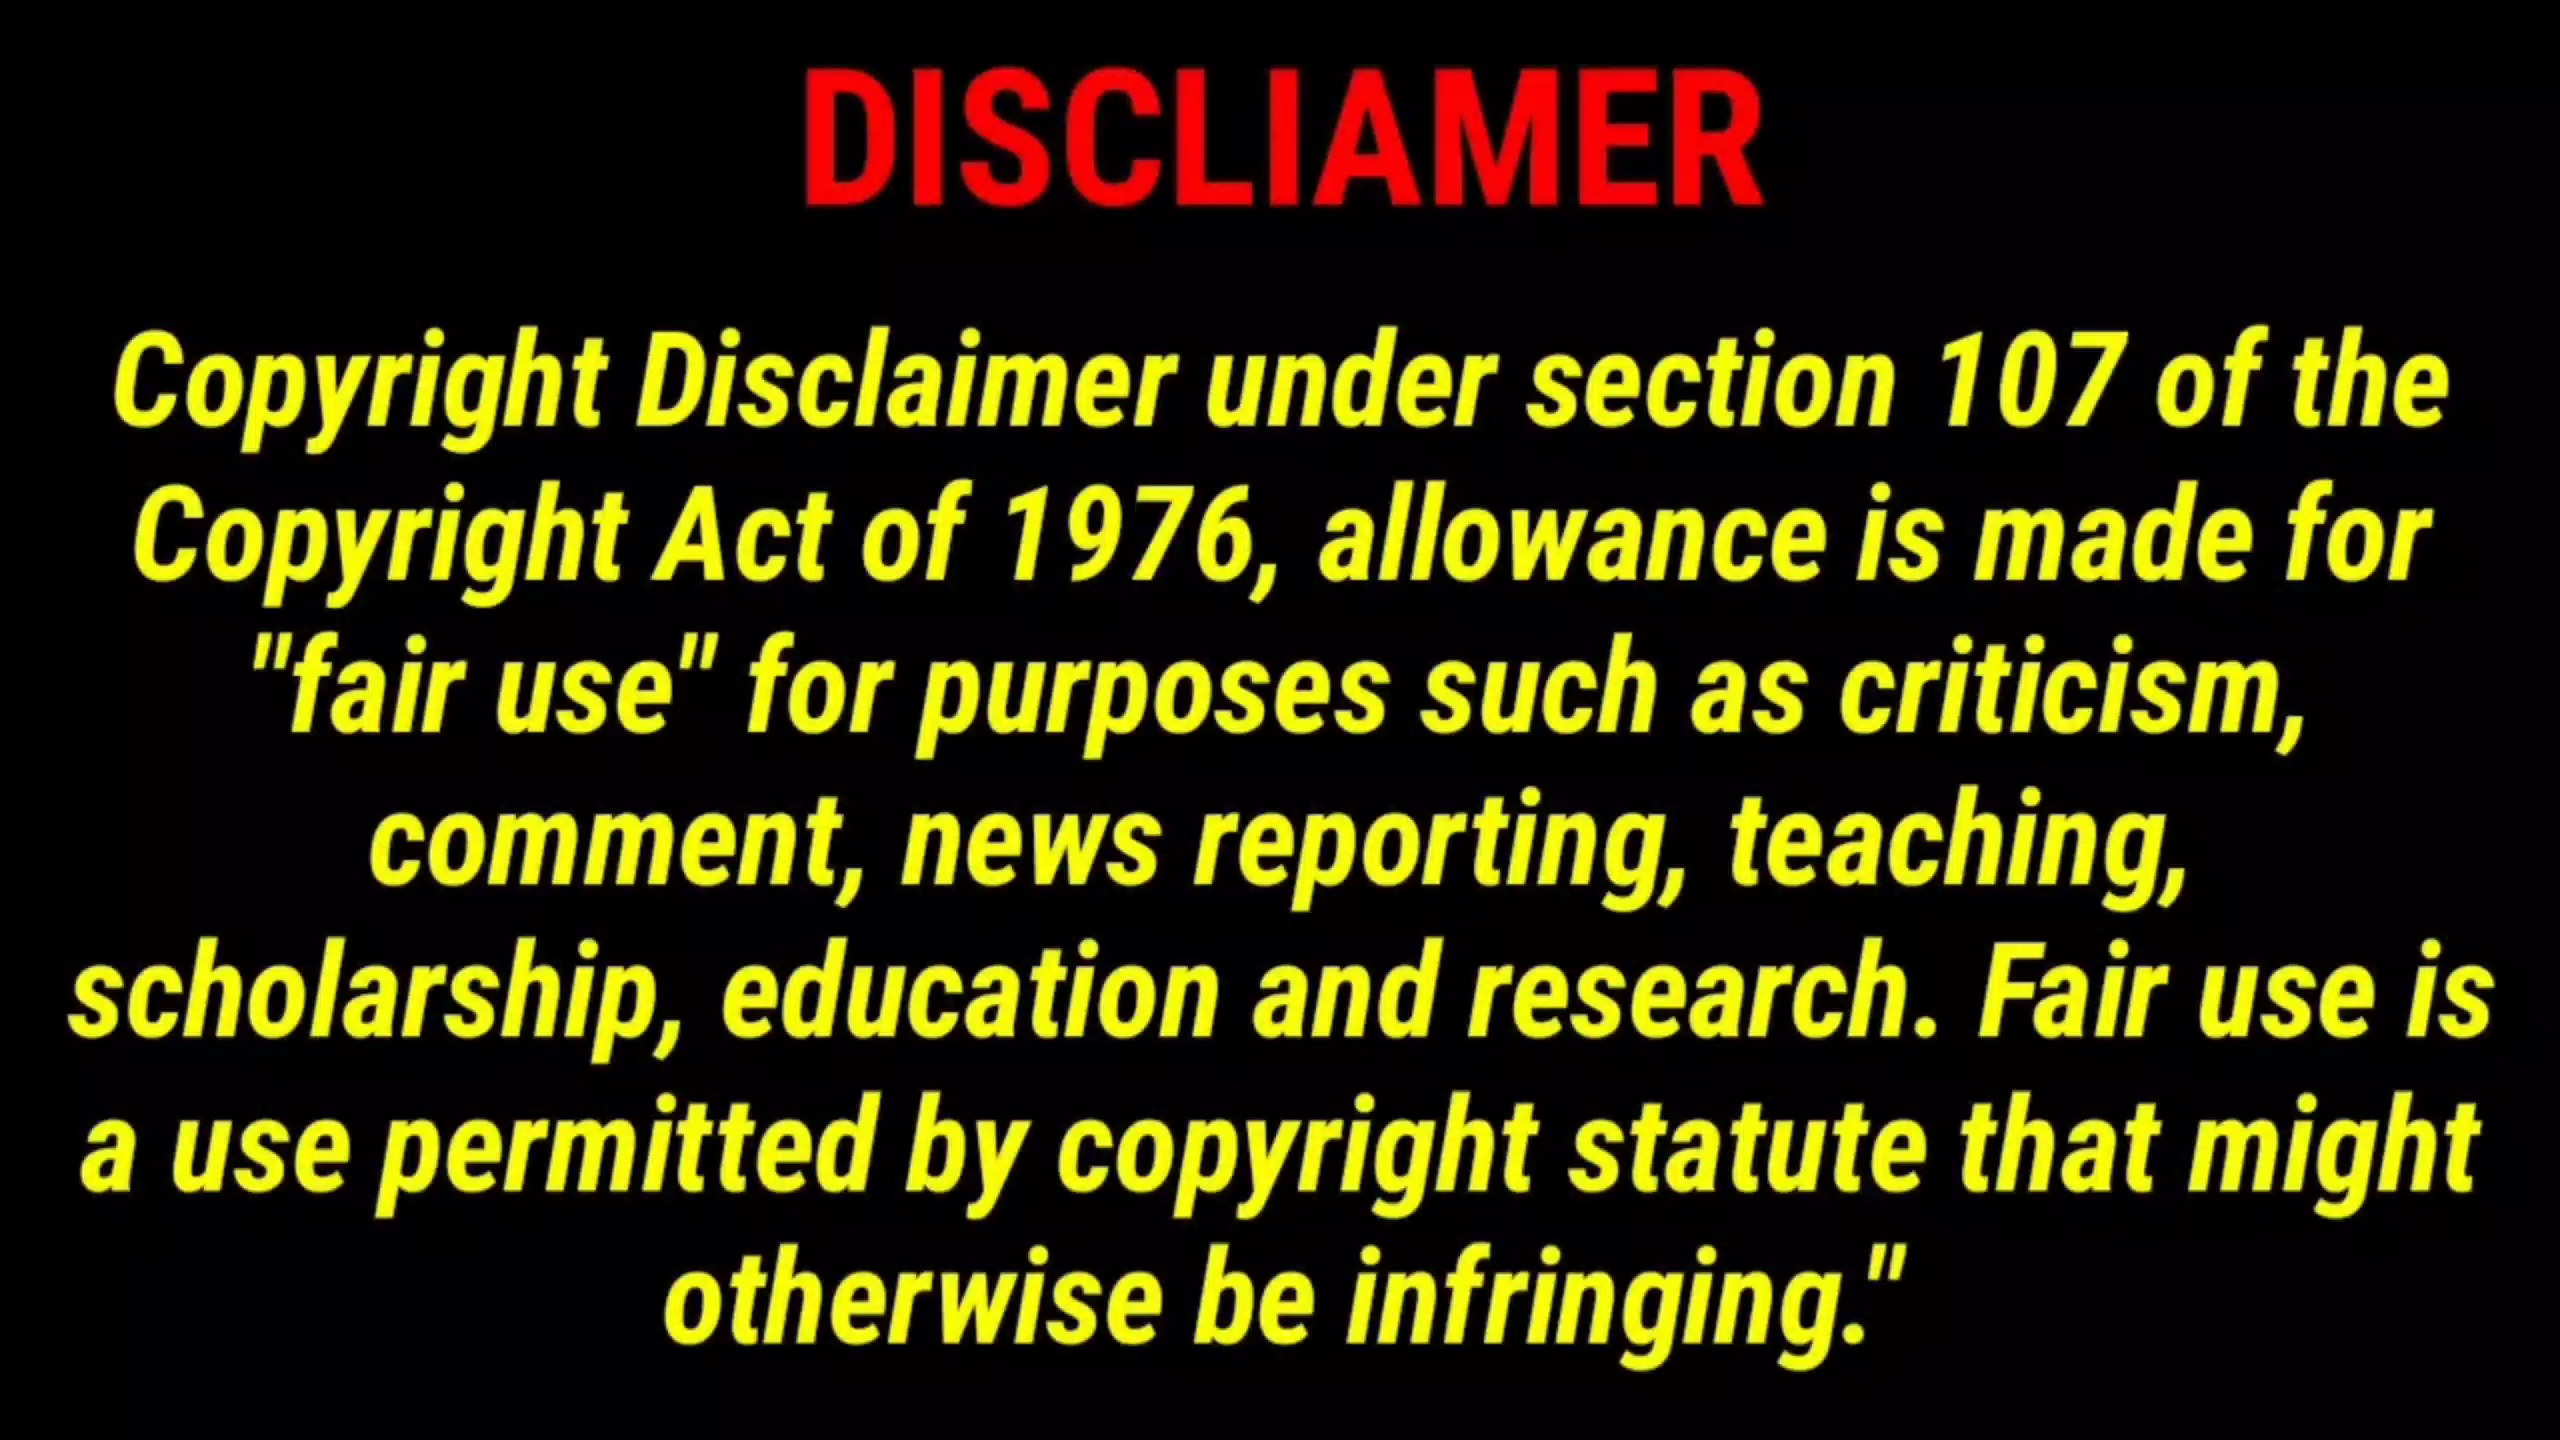 DISCLIAMER
Copyright Disclaimer under section 107 of the
Copyright Act of 1976, allowance is made for
"fair use" for purposes such as criticism,
comment, news reporting, teaching,
scholarship, education and research. Fair use is
a use permitted by copyright statute that might
otherwise be infringing."